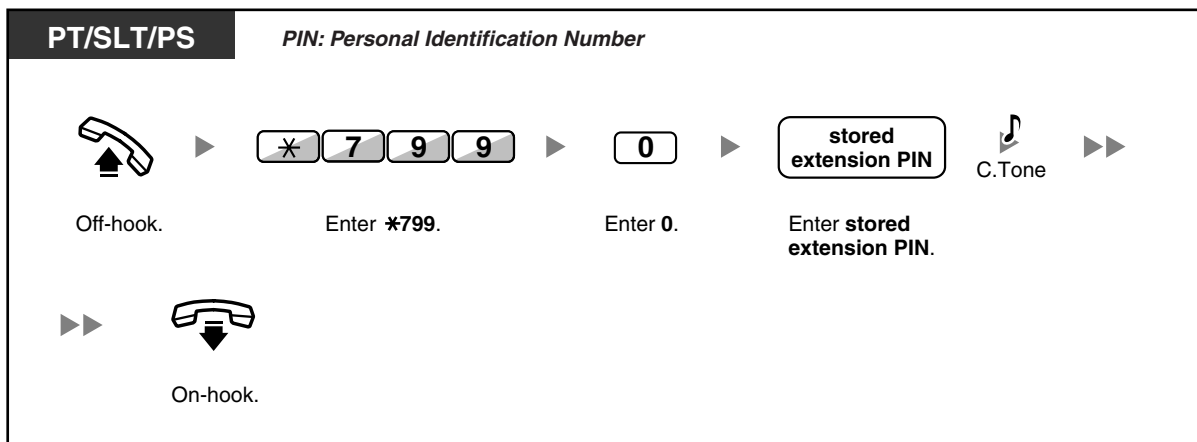 PT/SLT/PS PIN: Personal Identification Number
* 7 9 9 0 stored
extension PIN C.Tone
Off-hook. Enter *799. Enter 0. Enter stored
extension PIN.
On-hook.